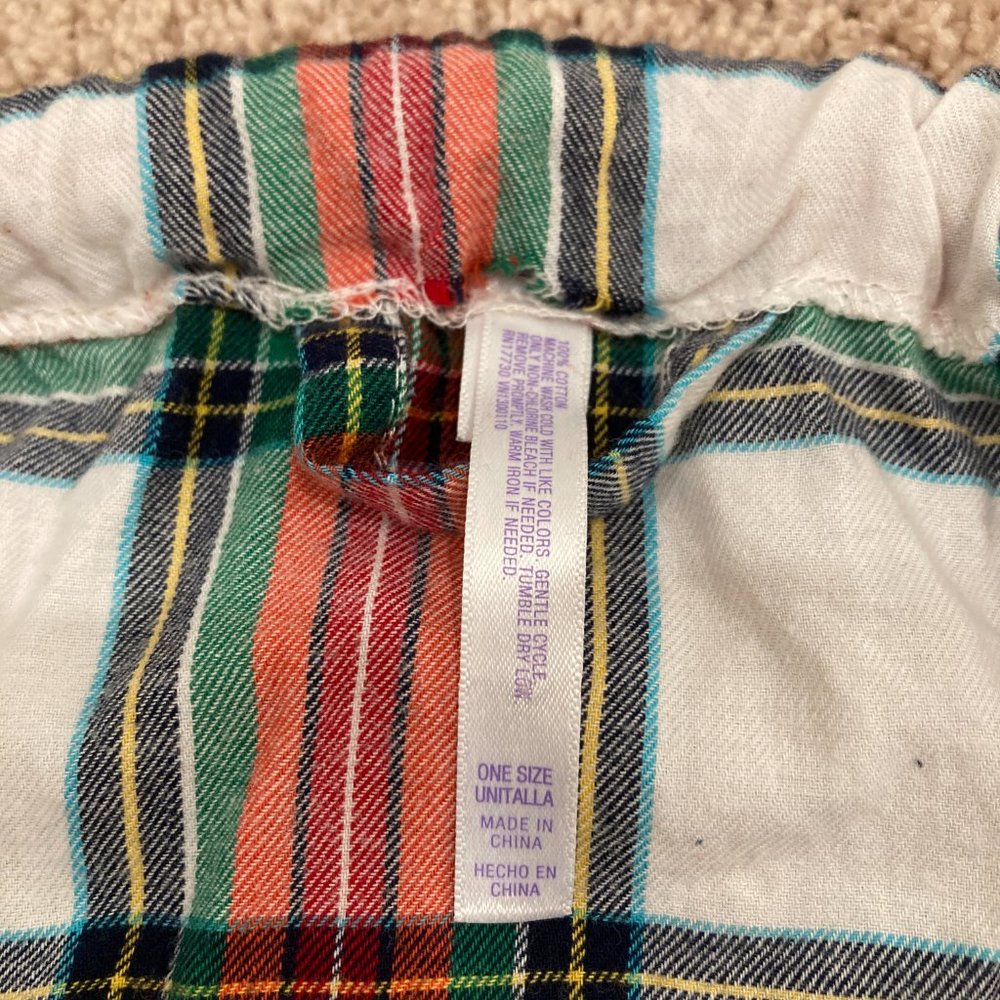 100% COTTON
MACHINE WASH COLD WITH LIKE COLORS GENTLE CYCLE
ONLY NON-CHLORINE BLEACH IF NEEDED. TUMBLE DRY LOW
REMOVE PROMPTLY. WARM IRON IF NEEDED.
RN17730
ONE SIZE
UNITALLA
MADE IN
CHINA
HECHO EN
CHINA